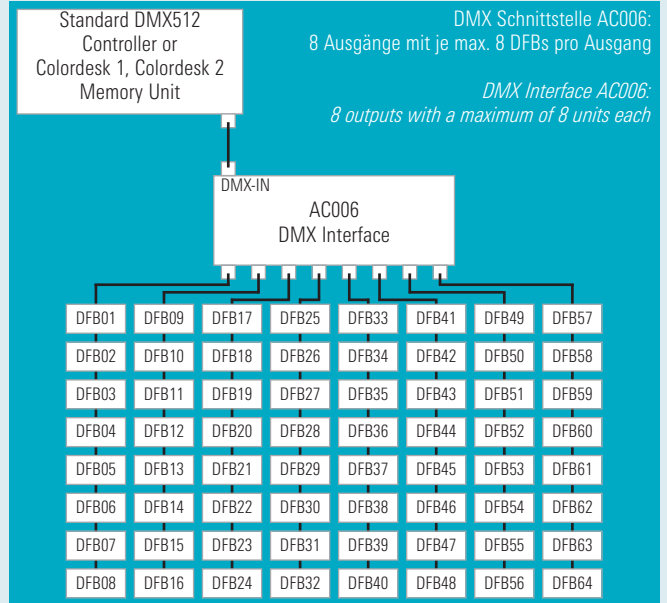 Standard DMX512
Controller or
Colordesk 1, Colordesk 2
Memory Unit
DMX Schnittstelle AC006:
8 Ausgänge mit je max. 8 DFBs pro Ausgang
DMX Interface AC006:
8 outputs with a maximum of 8 units each
DMX-IN
AC006
DMX Interface
DFB01 DFB09 DFB17 DFB25 DFB33 DFB41 DFB49 DFB57
DFB02 DFB10 DFB18 DFB26 DFB34 DFB42 DFB50 DFB58
DFB03 DFB11 DFB19 DFB27 DFB35 DFB43 DFB51 DFB59
DFB04 DFB12 DFB20 DFB28 DFB36 DFB44 DFB52 DFB60
DFB05 DFB13 DFB21 DFB29 DFB37 DFB45 DFB53 DFB61
DFB06 DFB14 DFB22 DFB30 DFB38 DFB46 DFB54 DFB62
DFB07 DFB15 DFB23 DFB31 DFB39 DFB47 DFB55 DFB63
DFB08 DFB16 DFB24 DFB32 DFB40 DFB48 DFB56 DFB64